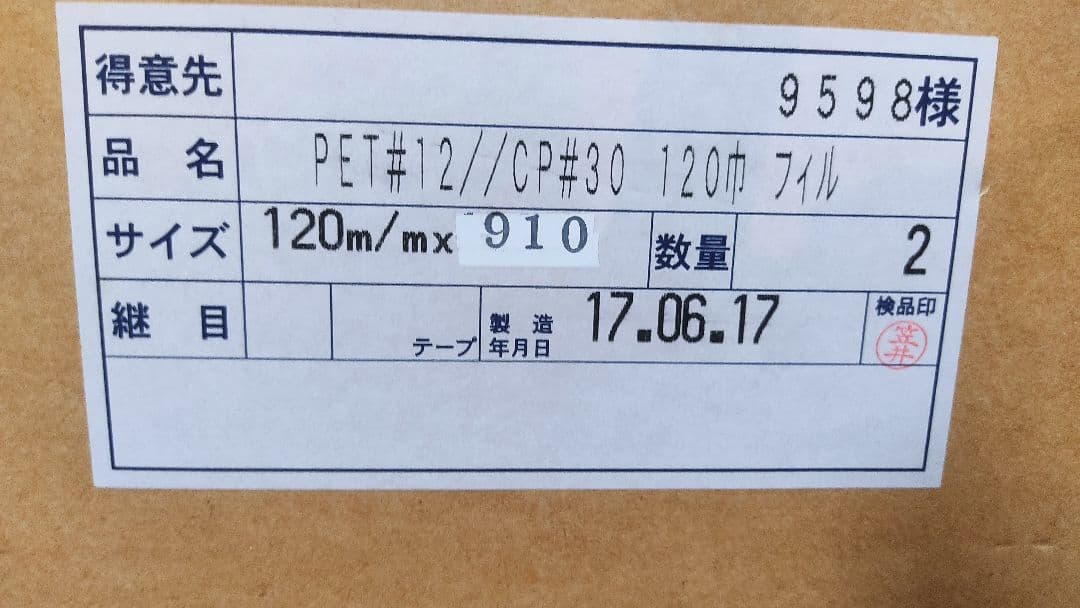 得意先 9598様
品名 PET#12//CP#30 120巾 フィル
サイズ 120m/mx 910 数量 2
継目 テープ 製造年月日 17.06.17 検品印
笠井